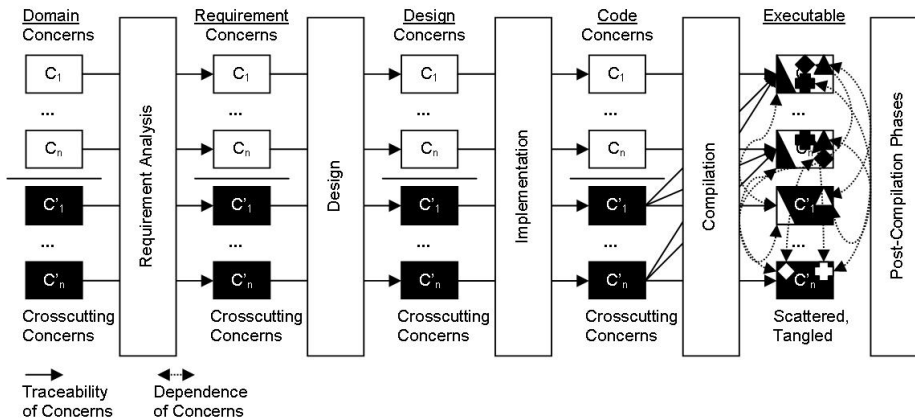 Domain
Concerns
C1
...
Cn
C'1
...
C'n
Crosscutting
Concerns
Requirement Analysis
Requirement
Concerns
C1
...
Cn
C'1
...
C'n
Crosscutting
Concerns
Design
Design
Concerns
C1
...
Cn
C'1
...
C'n
Crosscutting
Concerns
Implementation
Code
Concerns
C1
...
Cn
C'1
...
C'n
Crosscutting
Concerns
Compilation
Executable
...
C'1
...
C'n
Scattered,
Tangled
Post-Compilation Phases
Traceability
of Concerns
Dependence
of Concerns